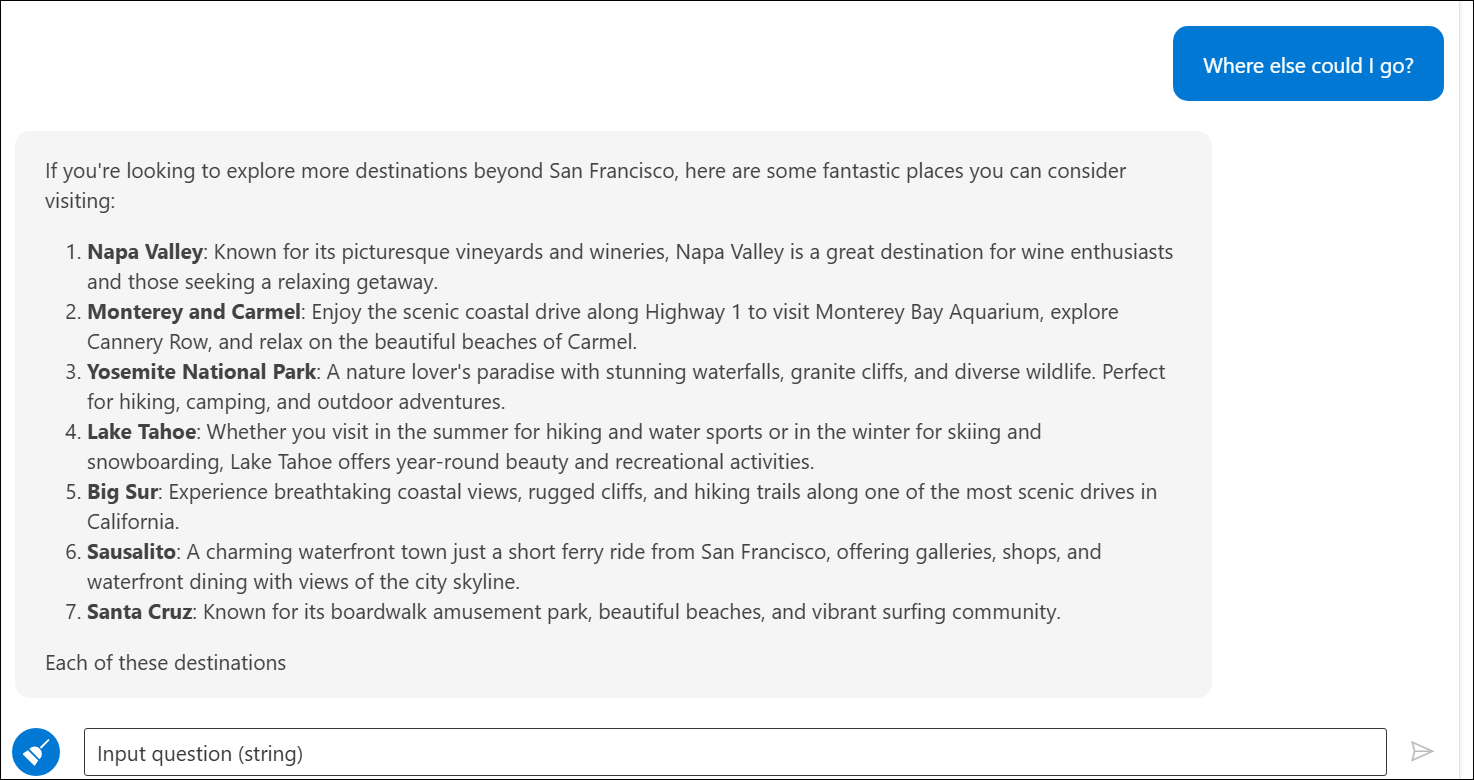 Where else could I go?
If you're looking to explore more destinations beyond San Francisco, here are some fantastic places you can consider
visiting:
1. Napa Valley: Known for its picturesque vineyards and wineries, Napa Valley is a great destination for wine enthusiasts
and those seeking a relaxing getaway.
2. Monterey and Carmel: Enjoy the scenic coastal drive along Highway 1 to visit Monterey Bay Aquarium, explore
Cannery Row, and relax on the beautiful beaches of Carmel.
3. Yosemite National Park: A nature lover's paradise with stunning waterfalls, granite cliffs, and diverse wildlife. Perfect
for hiking, camping, and outdoor adventures.
4. Lake Tahoe: Whether you visit in the summer for hiking and water sports or in the winter for skiing and
snowboarding, Lake Tahoe offers year-round beauty and recreational activities.
5. Big Sur: Experience breathtaking coastal views, rugged cliffs, and hiking trails along one of the most scenic drives in
California.
6. Sausalito: A charming waterfront town just a short ferry ride from San Francisco, offering galleries, shops, and
waterfront dining with views of the city skyline.
7. Santa Cruz: Known for its boardwalk amusement park, beautiful beaches, and vibrant surfing community.
Each of these destinations
Input question (string)